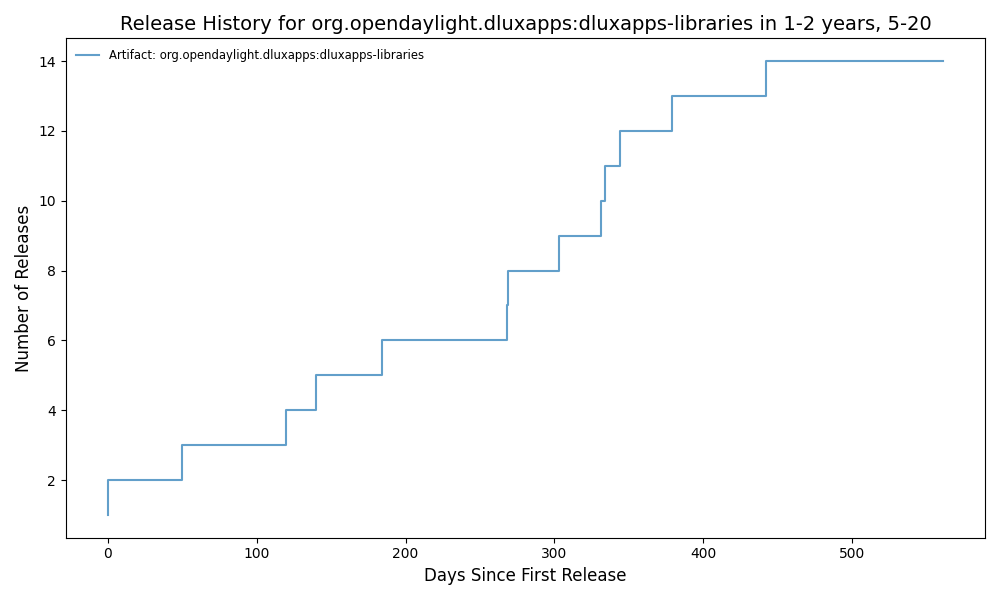 Release History for org.opendaylight.dluxapps:dluxapps-libraries in 1-2 years, 5-20
Artifact: org.opendaylight.dluxapps:dluxapps-libraries
Number of Releases
14
12
10
8
6
4
2
0 100 200 300 400 500
Days Since First Release